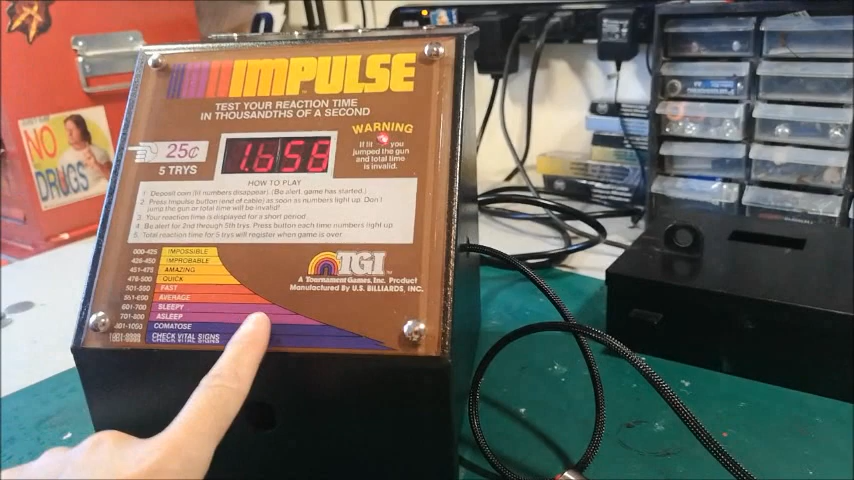 IMPULSE
TEST YOUR REACTION TIME
IN THOUSANDTHS OF A SECOND
25¢
5 TRYS
1.658
WARNING
If lit you
jumped the gun
and total time
is invalid.
HOW TO PLAY
1. Deposit coin (lit numbers disappear). (Be alert, game has started.)
2. Press Impulse button (end of cable) as soon as numbers light up. Don't
jump the gun or total time will be invalid!
3. Your reaction time is displayed for a short period
4. Be alert for 2nd through 5th trys. Press button each time numbers light up
5. Total reaction time for 5 trys will register when game is over
000-425 IMPOSSIBLE
426-450 IMPROBABLE
451-475 AMAZING
476-500 QUICK
501-550 FAST
551-600 AVERAGE
601-700 SLEEPY
701-800 ASLEEP
801-1050 COMATOSE
CHECK VITAL SIGNS
TGI
A Tournament Games, Inc. Product
Manufactured By U.S. BILLIARDS, INC.
NO
DRUGS